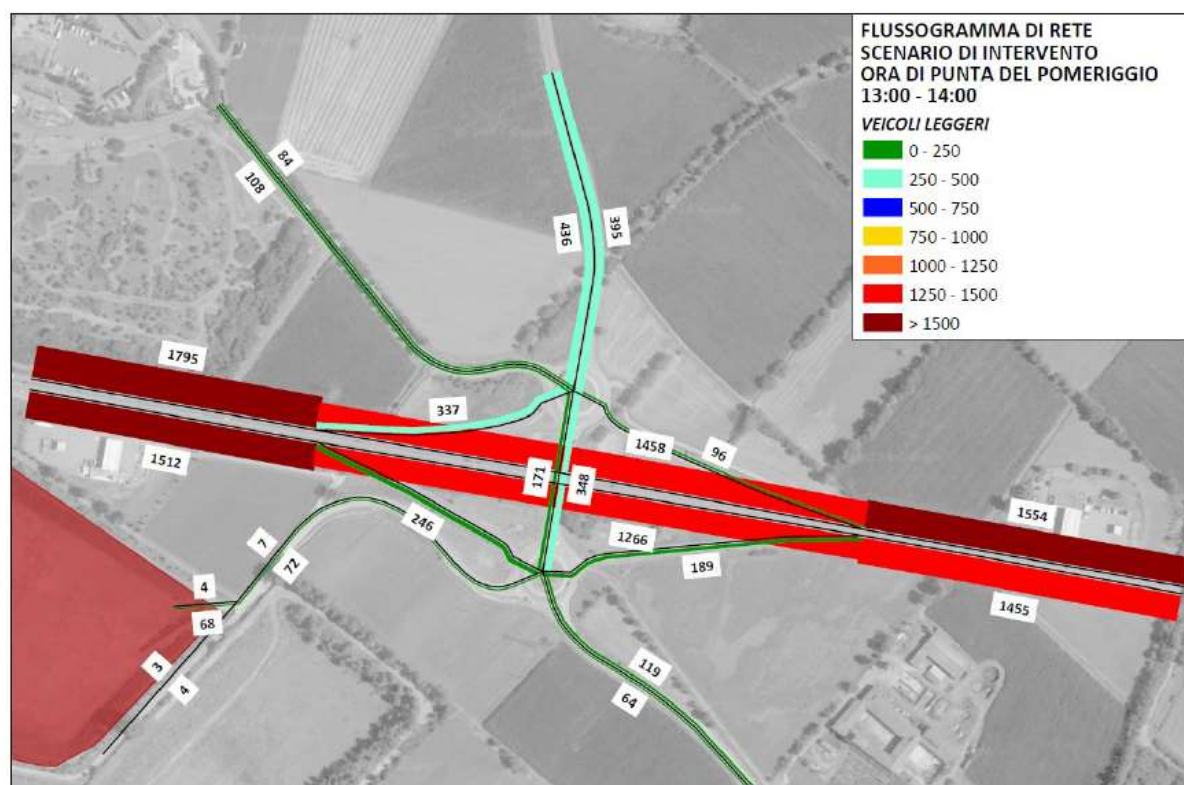 FLUSSOGRAMMA DI RETE
SCENARIO DI INTERVENTO
ORA DI PUNTA DEL POMERIGGIO
13:00 - 14:00
VEICOLI LEGGERI
0 - 250
250 - 500
500 - 750
750 - 1000
1000 - 1250
1250 - 1500
> 1500
84
108
436
395
1795
337
1512
1458
96
171
348
246
1266
189
1554
1455
7
72
4
68
3
4
119
64